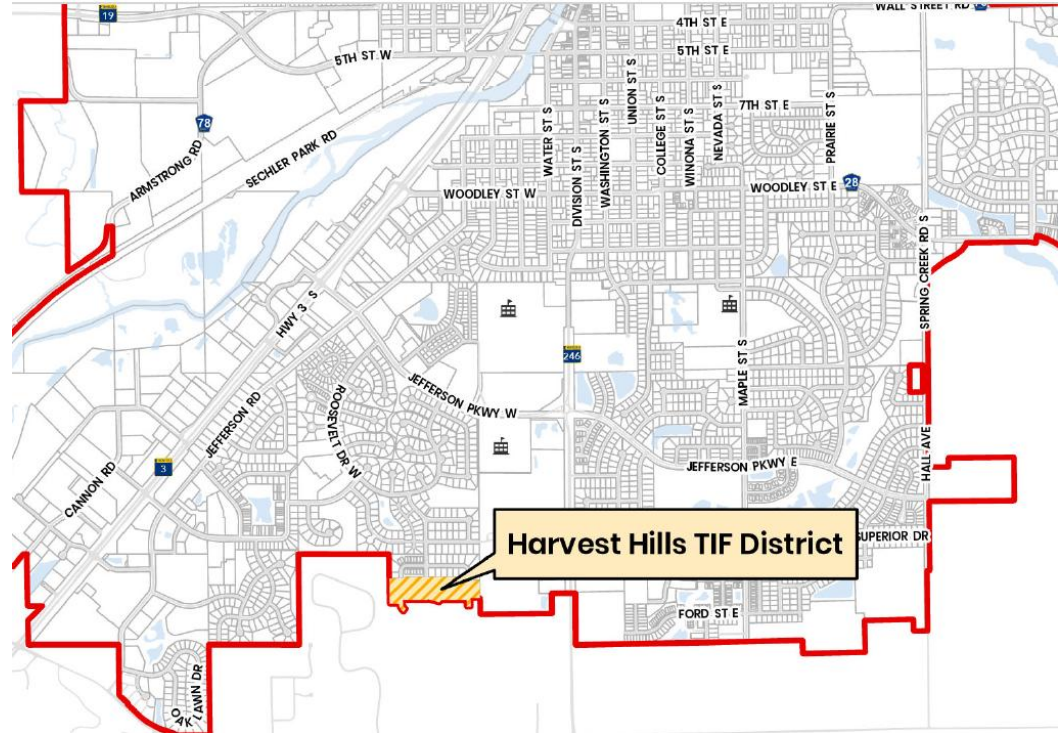 19
WALL STREET RD
4TH ST E
5TH ST W
5TH ST E
UNION ST S
7TH ST E
78
WATER ST S
WASHINGTON ST S
COLLEGE ST S
WINONA ST S
NEVADA ST S
PRAIRIE ST S
ARMSTRONG RD
SECHLER PARK RD
DIVISION ST S
WOODLEY ST W
WOODLEY ST E
28
SPRING CREEK RD S
HWY 3 S
246
MAPLE ST S
JEFFERSON RD
ROOSEVELT DR W
JEFFERSON PKWY W
HALL AVE
JEFFERSON PKWY E
CANNON RD
3
Harvest Hills TIF District
SUPERIOR DR
FORD ST E
OAK LAWN DR